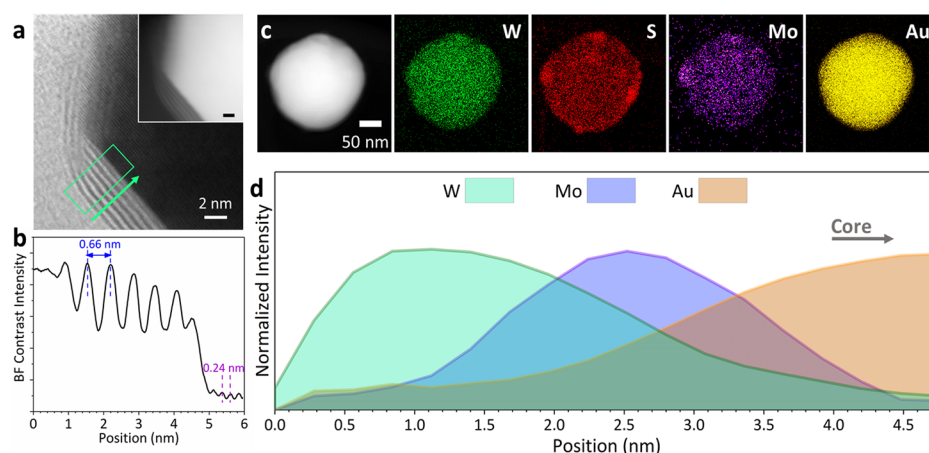 a
2 nm
b
0.66 nm
0.24 nm
BF Contrast Intensity
0 1 2 3 4 5 6
Position (nm)
c
50 nm
W
S
Mo
Au
d
W Mo Au
Core
Normalized Intensity
0.0 0.5 1.0 1.5 2.0 2.5 3.0 3.5 4.0 4.5
Position (nm)